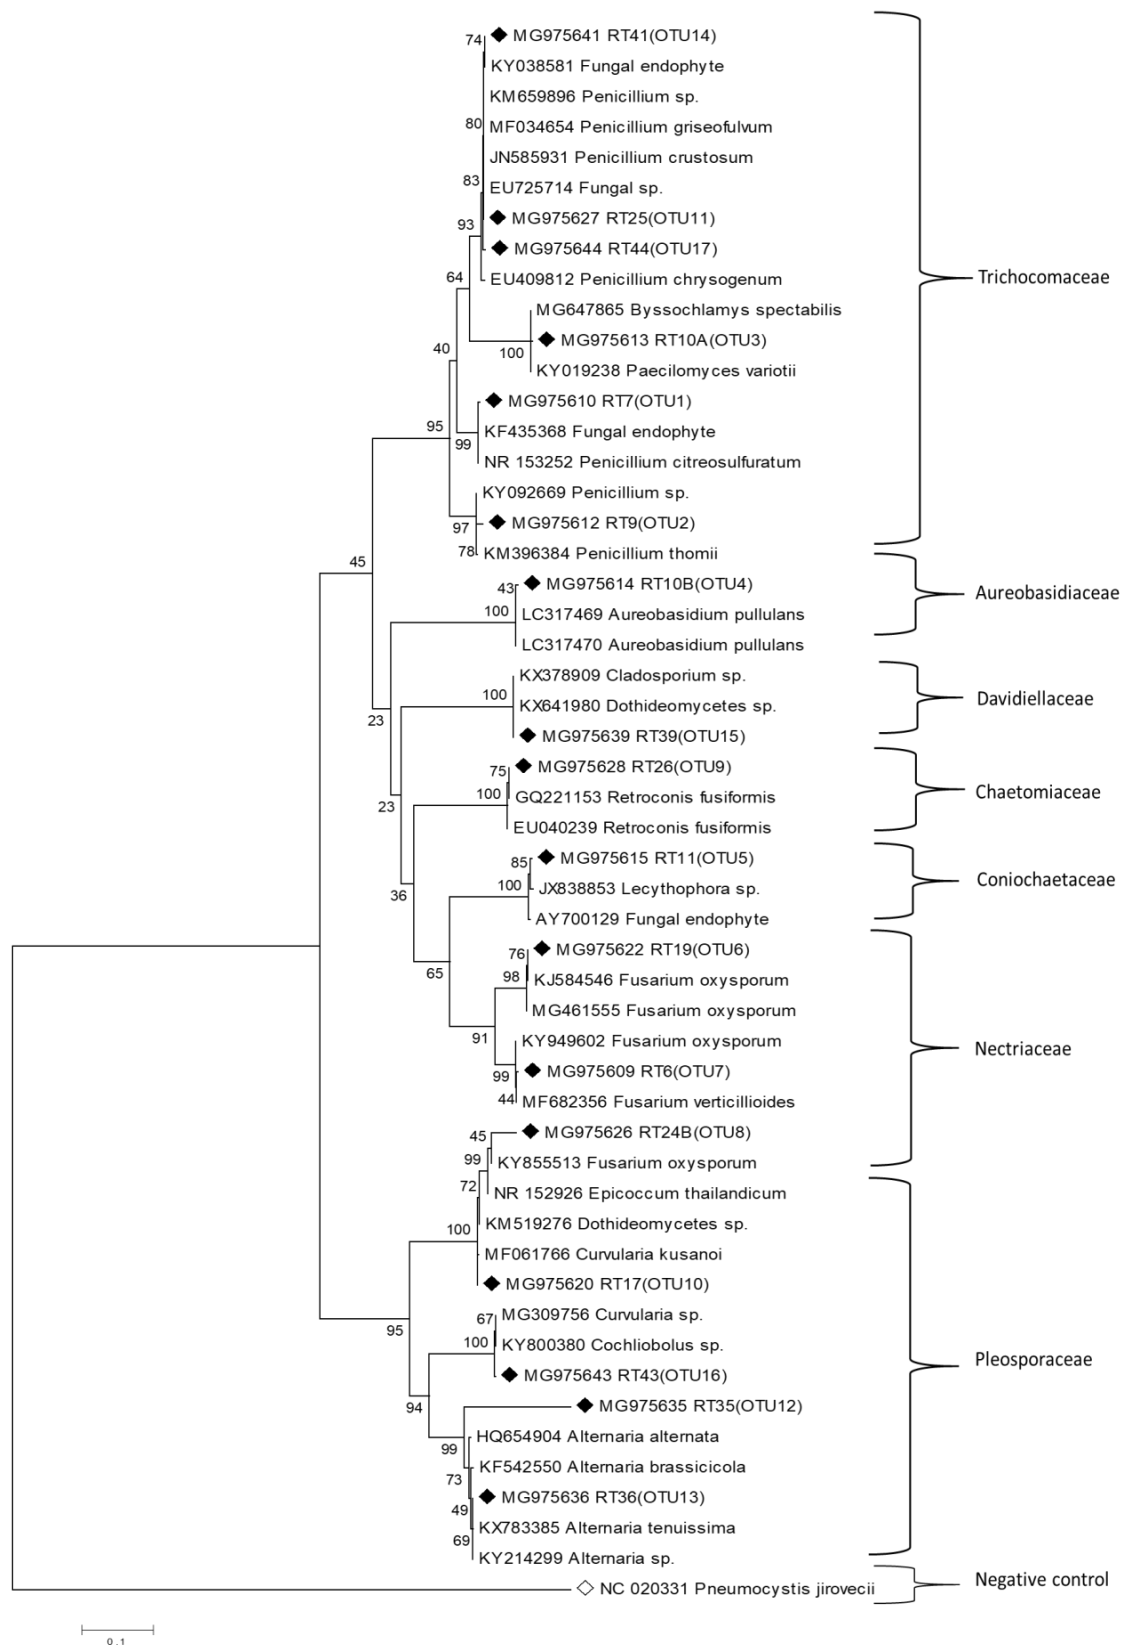 74
MG975641 RT41(OTU14)
KY038581 Fungal endophyte
KM659896 Penicillium sp.
80
MF034654 Penicillium griseofulvum
JN585931 Penicillium crustosum
83
EU725714 Fungal sp.
93
MG975627 RT25(OTU11)
MG975644 RT44(OTU17)
64
EU409812 Penicillium chrysogenum
Trichocomaceae
MG647865 Byssochlamys spectabilis
40
100
MG975613 RT10A(OTU3)
KY019238 Paecilomyces variotii
MG975610 RT7(OTU1)
95
99
KF435368 Fungal endophyte
NR 153252 Penicillium citreosulfuratum
KY092669 Penicillium sp.
97
MG975612 RT9(OTU2)
78
KM396384 Penicillium thomii
45
43
MG975614 RT10B(OTU4)
Aureobasidiaceae
100
LC317469 Aureobasidium pullulans
LC317470 Aureobasidium pullulans
KX378909 Cladosporium sp.
100
KX641980 Dothideomycetes sp.
Davidiellaceae
23
MG975639 RT39(OTU15)
75
MG975628 RT26(OTU9)
100
GQ221153 Retroconis fusiformis
Chaetomiaceae
23
EU040239 Retroconis fusiformis
85
MG975615 RT11(OTU5)
100
JX838853 Lecythophora sp.
Coniochaetaceae
36
AY700129 Fungal endophyte
76
MG975622 RT19(OTU6)
65
98
KJ584546 Fusarium oxysporum
MG461555 Fusarium oxysporum
91
KY949602 Fusarium oxysporum
Nectriaceae
99
MG975609 RT6(OTU7)
44
MF682356 Fusarium verticillioides
45
MG975626 RT24B(OTU8)
99
KY855513 Fusarium oxysporum
72
NR 152926 Epicoccum thailandicum
100
KM519276 Dothideomycetes sp.
MF061766 Curvularia kusanoi
MG975620 RT17(OTU10)
67
MG309756 Curvularia sp.
95
100
KY800380 Cochliobolus sp.
Pleosporaceae
MG975643 RT43(OTU16)
94
MG975635 RT35(OTU12)
99
HQ654904 Alternaria alternata
73
KF542550 Alternaria brassicicola
49
MG975636 RT36(OTU13)
69
KX783385 Alternaria tenuissima
KY214299 Alternaria sp.
NC 020331 Pneumocystis jirovecii
Negative control
0.1